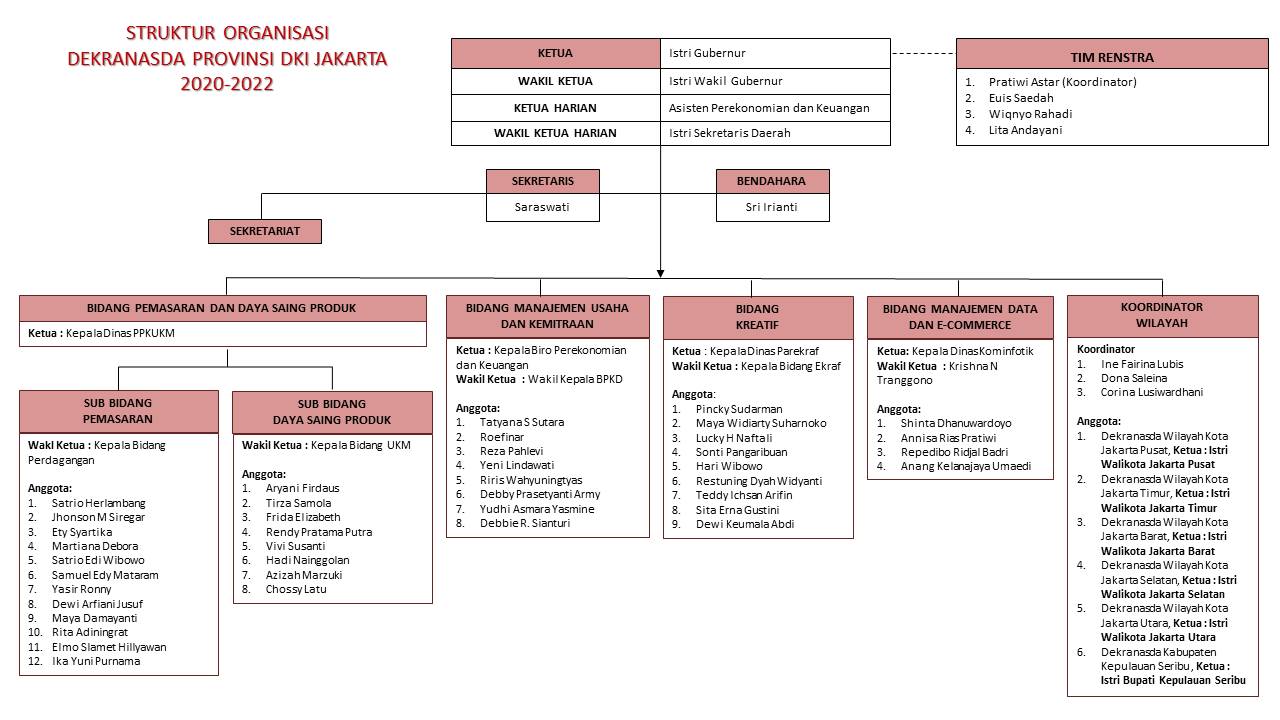 STRUKTUR ORGANISASI
DEKRANASDA PROVINSI DKI JAKARTA
2020-2022
KETUA Istri Gubernur
WAKIL KETUA Istri Wakil Gubernur
KETUA HARIAN Asisten Perekonomian dan Keuangan
WAKIL KETUA HARIAN Istri Sekretaris Daerah
TIM RENSTRA
1. Pratiwi Astar (Koordinator)
2. Euis Saedah
3. Wiqnyo Rahadi
4. Lita Andayani
SEKRETARIS
Saraswati
BENDAHARA
Sri Irianti
SEKRETARIAT
BIDANG PEMASARAN DAN DAYA SAING PRODUK
Ketua : Kepala Dinas PPKUKM
SUB BIDANG
PEMASARAN
Wakl Ketua : Kepala Bidang
Perdagangan
Anggota:
1. Satrio Herlambang
2. Jhonson M Siregar
3. Ety Syartika
4. Martiana Debora
5. Satrio Edi Wibowo
6. Samuel Edy Mataram
7. Yasir Ronny
8. Dewi Arfiani Jusuf
9. Maya Damayanti
10. Rita Adiningrat
11. Elmo Slamet Hillyawan
12. Ika Yuni Purnama
SUB BIDANG
DAYA SAING PRODUK
Wakil Ketua : Kepala Bidang UKM
Anggota:
1. Aryani Firdaus
2. Tirza Samola
3. Frida Elizabeth
4. Rendy Pratama Putra
5. Vivi Susanti
6. Hadi Nainggolan
7. Azizah Marzuki
8. Chossy Latu
BIDANG MANAJEMEN USAHA
DAN KEMITRAAN
Ketua : Kepala Biro Perekonomian
dan Keuangan
Wakil Ketua : Wakil Kepala BPKD
Anggota:
1. Tatyana S Sutara
2. Roefinar
3. Reza Pahlevi
4. Yeni Lindawati
5. Riris Wahyuningtyas
6. Debby Prasetyanti Army
7. Yudhi Asmara Yasmine
8. Debbie R. Sianturi
BIDANG
KREATIF
Ketua : Kepala Dinas Parekraf
Wakil Ketua : Kepala Bidang Ekraf
Anggota:
1. Pincky Sudarman
2. Maya Widiarty Suharnoko
3. Lucky H Naftali
4. Sonti Pangaribuan
5. Hari Wibowo
6. Restuning Dyah Widyanti
7. Teddy Ichsan Arifin
8. Sita Erna Gustini
9. Dewi Keumala Abdi
BIDANG MANAJEMEN DATA
DAN E-COMMERCE
Ketua: Kepala Dinas Kominfotik
Wakil Ketua : Krishna N
Tranggono
Anggota:
1. Shinta Dhanuwardoyo
2. Annisa Rias Pratiwi
3. Repedibo Ridjal Badri
4. Anang Kelanajaya Umaedi
KOORDINATOR
WILAYAH
Koordinator
1. Ine Fairina Lubis
2. Dona Saleina
3. Corina Lusiwardhani
Anggota:
1. Dekranasda Wilayah Kota
Jakarta Pusat, Ketua : Istri
Walikota Jakarta Pusat
2. Dekranasda Wilayah Kota
Jakarta Timur, Ketua : Istri
Walikota Jakarta Timur
3. Dekranasda Wilayah Kota
Jakarta Barat, Ketua : Istri
Walikota Jakarta Barat
4. Dekranasda Wilayah Kota
Jakarta Selatan, Ketua : Istri
Walikota Jakarta Selatan
5. Dekranasda Wilayah Kota
Jakarta Utara, Ketua : Istri
Walikota Jakarta Utara
6. Dekranasda Kabupaten
Kepulauan Seribu, Ketua :
Istri Bupati Kepulauan Seribu